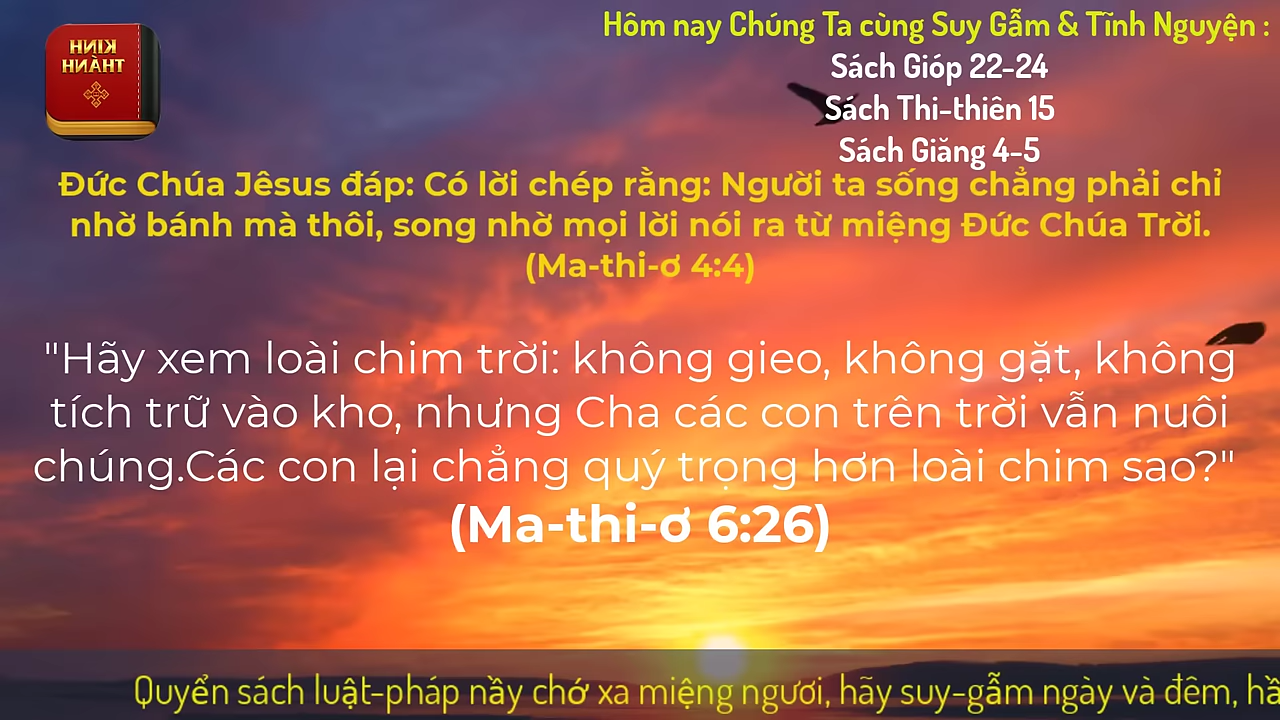 KINH
THÁNH
Hôm nay Chúng Ta cùng Suy Gẫm & Tĩnh Nguyện :
Sách Gióp 22-24
Sách Thi-thiên 15
Sách Giăng 4-5
Đức Chúa Jêsus đáp: Có lời chép rằng: Người ta sống chẳng phải chỉ
nhờ bánh mà thôi, song nhờ mọi lời nói ra từ miệng Đức Chúa Trời.
(Ma-thi-ơ 4:4)
"Hãy xem loài chim trời: không gieo, không gặt, không
tích trữ vào kho, nhưng Cha các con trên trời vẫn nuôi
chúng.Các con lại chẳng quý trọng hơn loài chim sao?"
(Ma-thi-ơ 6:26)
Quyển sách luật-pháp nầy chớ xa miệng ngươi, hãy suy-gẫm ngày và đêm,